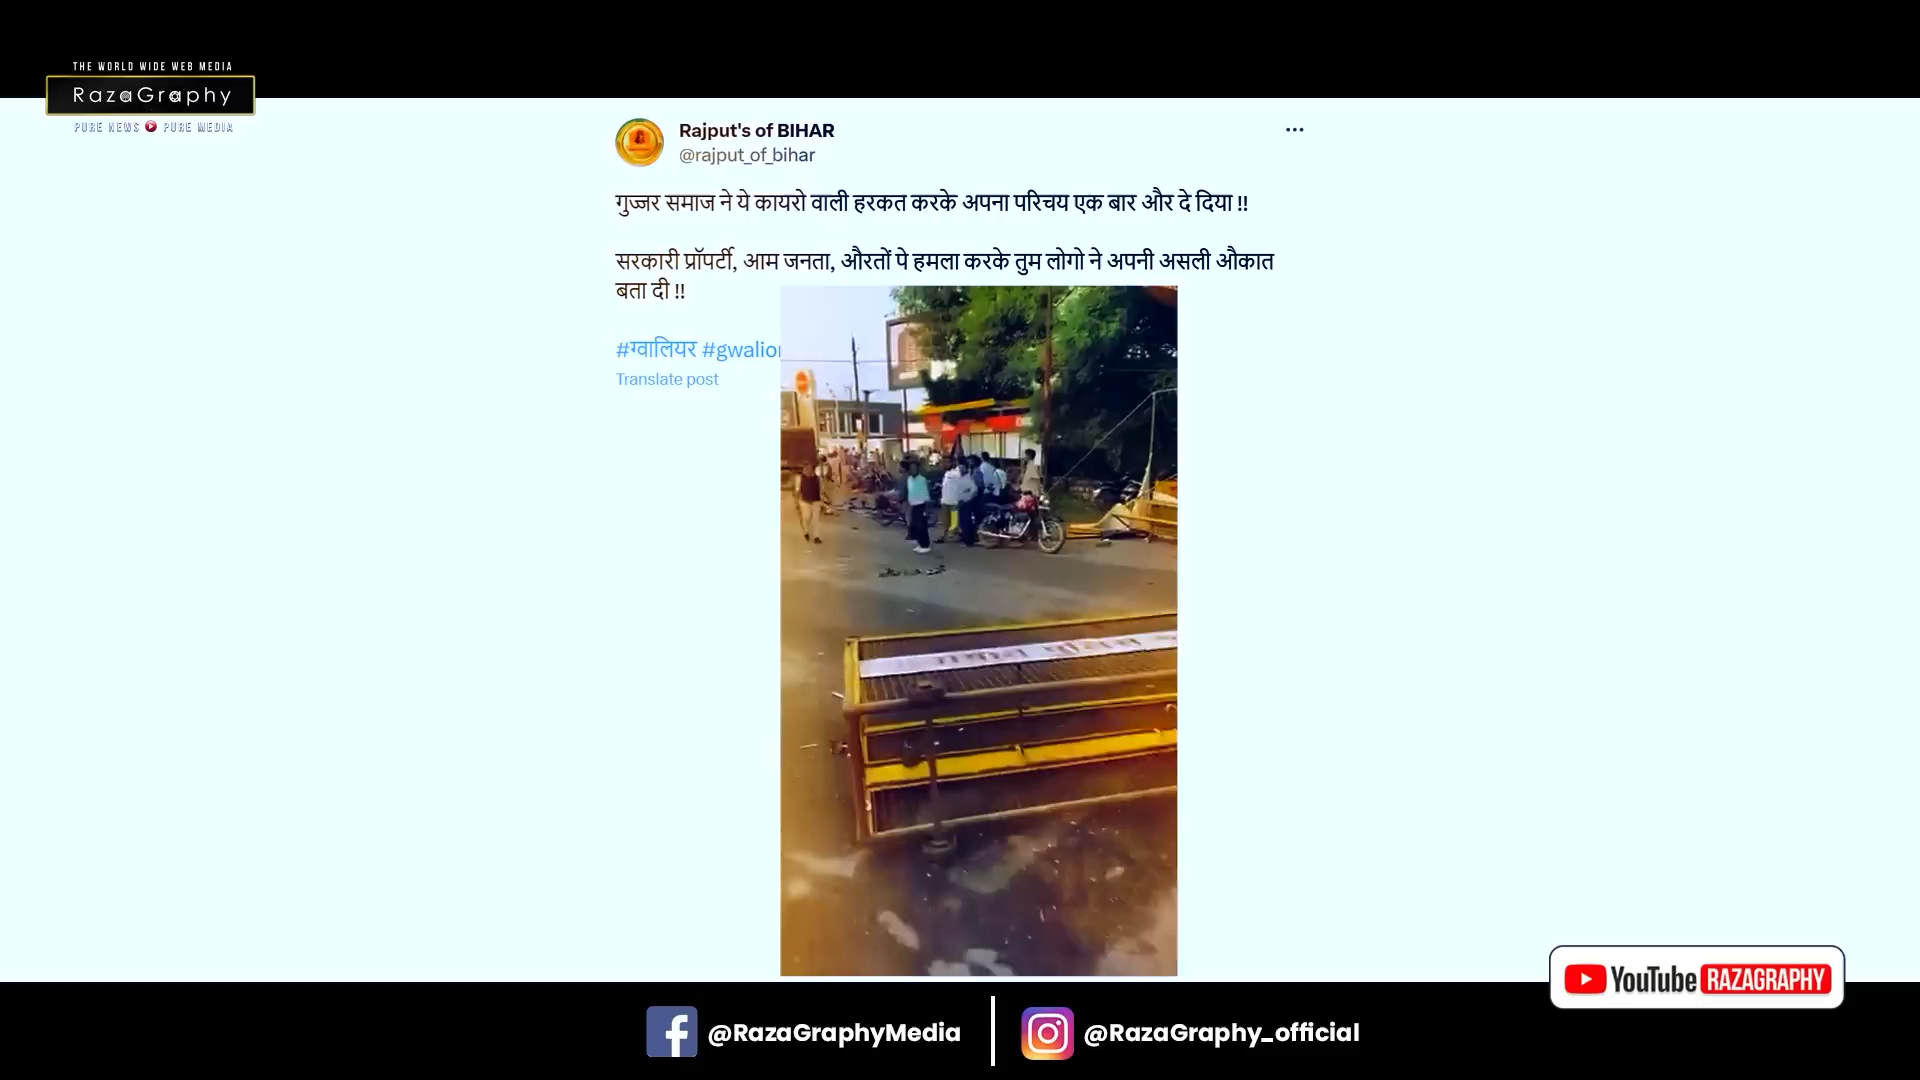 THE WORLD WIDE WEB MEDIA
RazaGraphy
PURE NEWS PURE MEDIA
Rajput's of BIHAR
@rajput_of_bihar
गुज्जर समाज ने ये कायरो वाली हरकत करके अपना परिचय एक बार और दे दिया !!
सरकारी प्रॉपर्टी, आम जनता, औरतों पे हमला करके तुम लोगो ने अपनी असली औकात
बता दी !!
#ग्वालियर #gwalior
Translate post
YouTube RAZAGRAPHY
@RazaGraphyMedia
@RazaGraphy_official